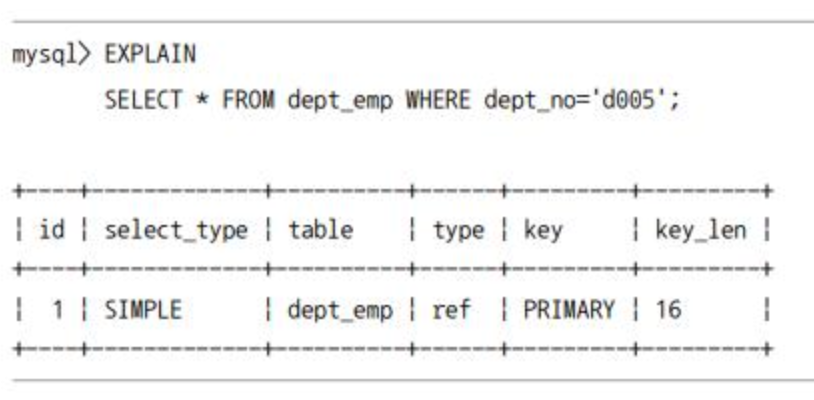 mysql> EXPLAIN
SELECT * FROM dept_emp WHERE dept_no='d005';
+----+-------------+----------+------+---------+---------+
| id | select_type | table | type | key | key_len |
+----+-------------+----------+------+---------+---------+
| 1 | SIMPLE | dept_emp | ref | PRIMARY | 16 |
+----+-------------+----------+------+---------+---------+